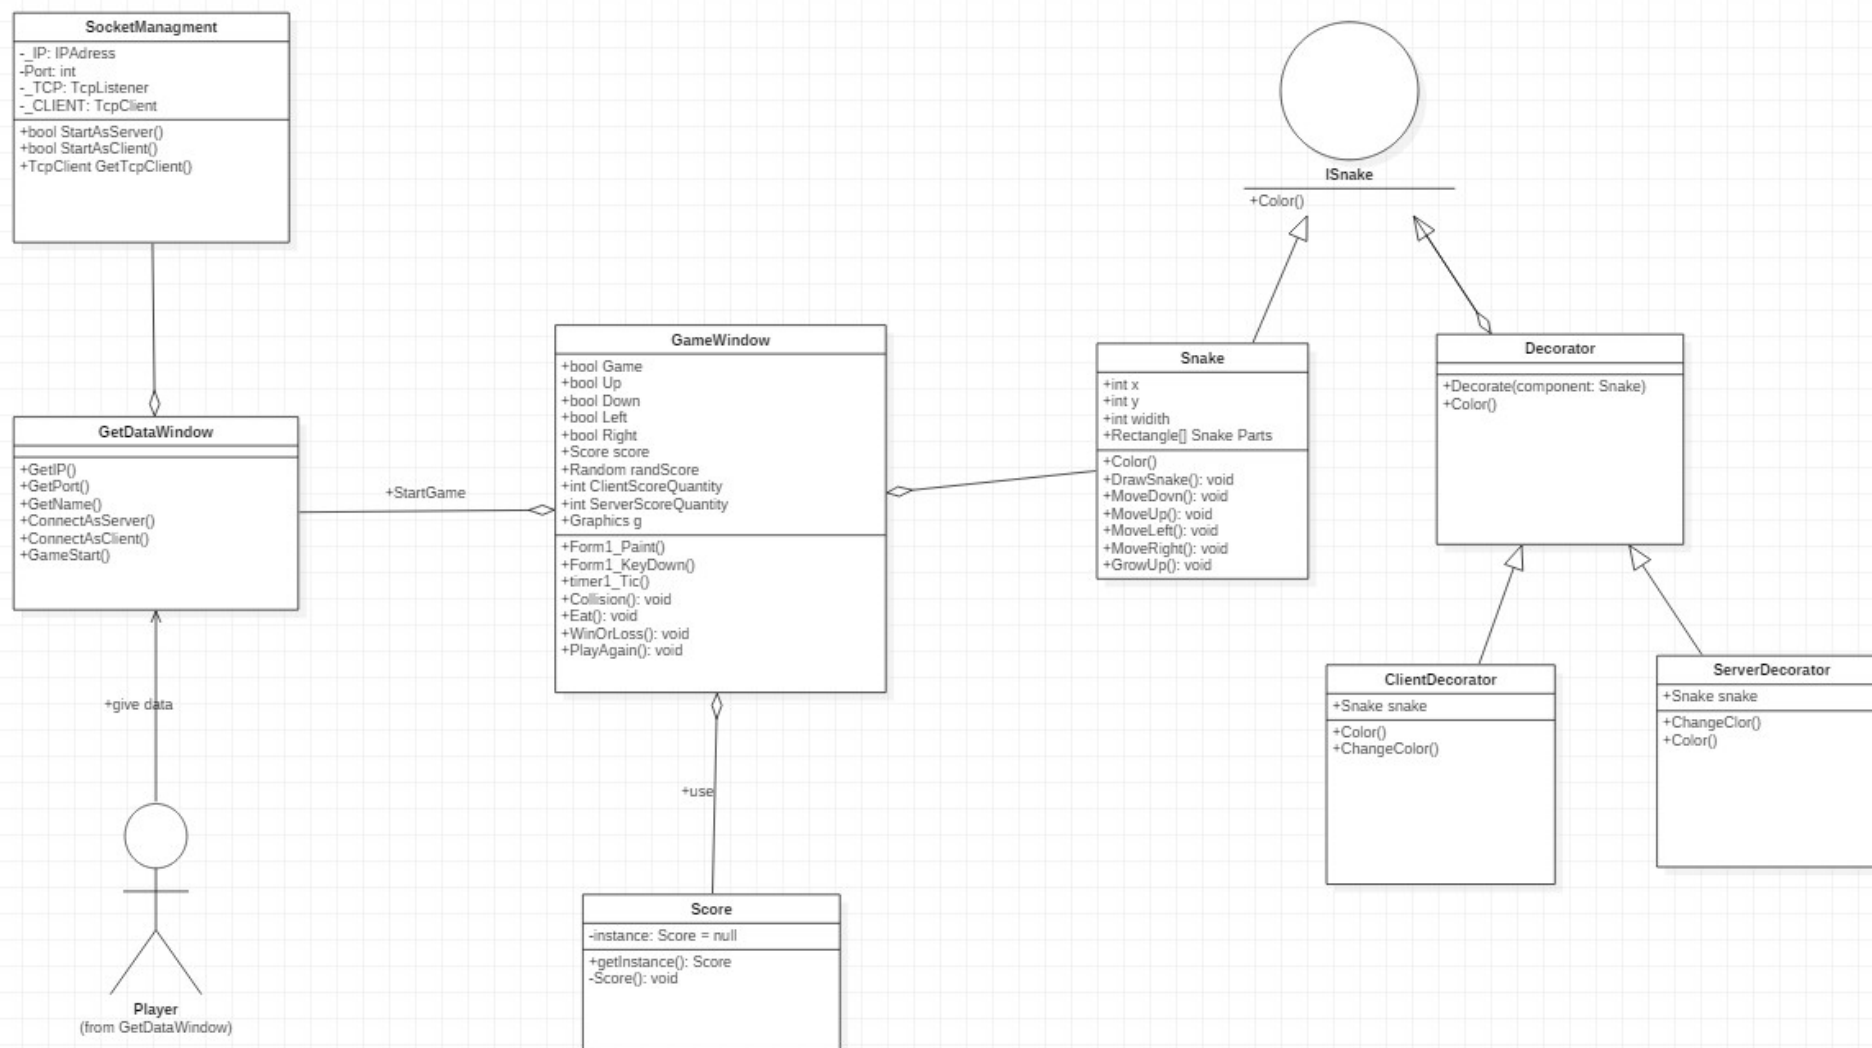 SocketManagment
-_IP: IPAdress
-Port: int
-_TCP: TcpListener
-_CLIENT: TcpClient
+bool StartAsServer()
+bool StartAsClient()
+TcpClient GetTcpClient()
ISnake
+Color()
GameWindow
+bool Game
+bool Up
+bool Down
+bool Left
+bool Right
+Score score
+Random randScore
+int ClientScoreQuantity
+int ServerScoreQuantity
+Graphics g
+Form1_Paint()
+Form1_KeyDown()
+timer1_Tic()
+Collision(): void
+Eat(): void
+WinOrLoss(): void
+PlayAgain(): void
Snake
+int x
+int y
+int widith
+Rectangle[] Snake Parts
+Color()
+DrawSnake(): void
+MoveDovn(): void
+MoveUp(): void
+MoveLeft(): void
+MoveRight(): void
+GrowUp(): void
Decorator
+Decorate(component: Snake)
+Color()
GetDataWindow
+GetIP()
+GetPort()
+GetName()
+ConnectAsServer()
+ConnectAsClient()
+GameStart()
+StartGame
+give data
+use
ClientDecorator
+Snake snake
+Color()
+ChangeColor()
ServerDecorator
+Snake snake
+ChangeClor()
+Color()
Score
-instance: Score = null
+getInstance(): Score
-Score(): void
Player
(from GetDataWindow)